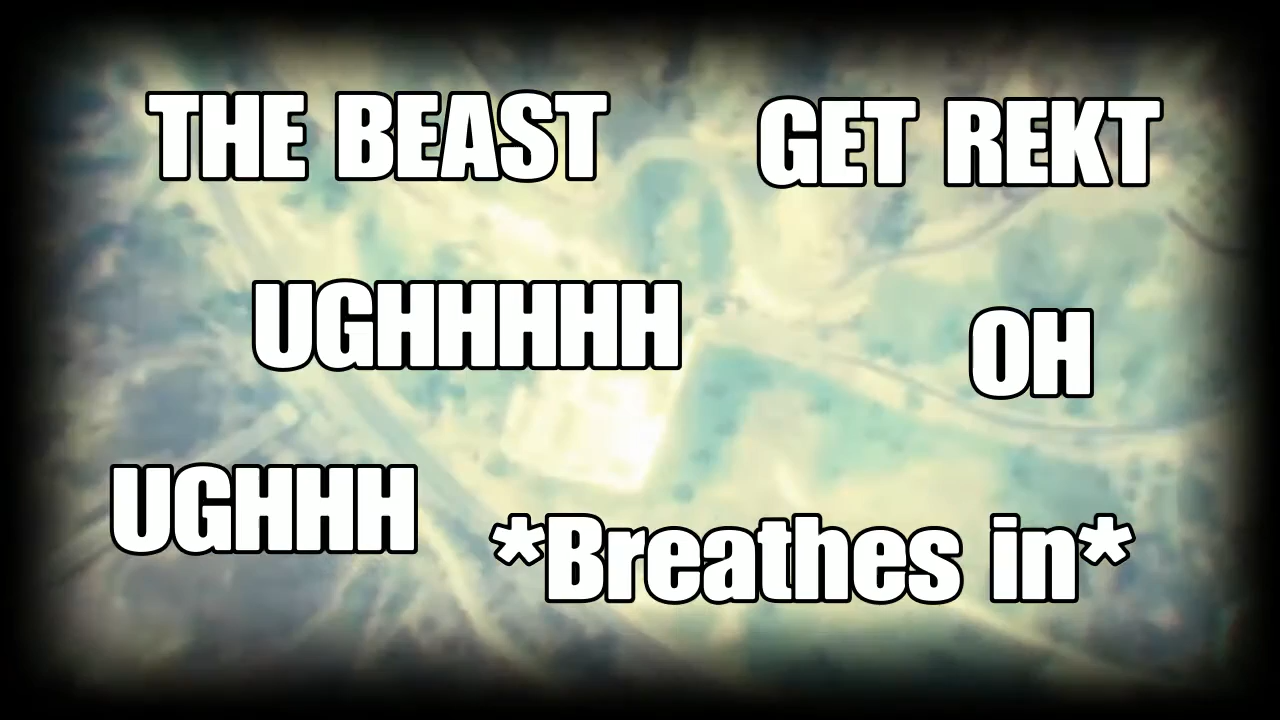 THE BEAST
GET REKT
UGHHHHH
OH
UGHHH
*Breathes in*